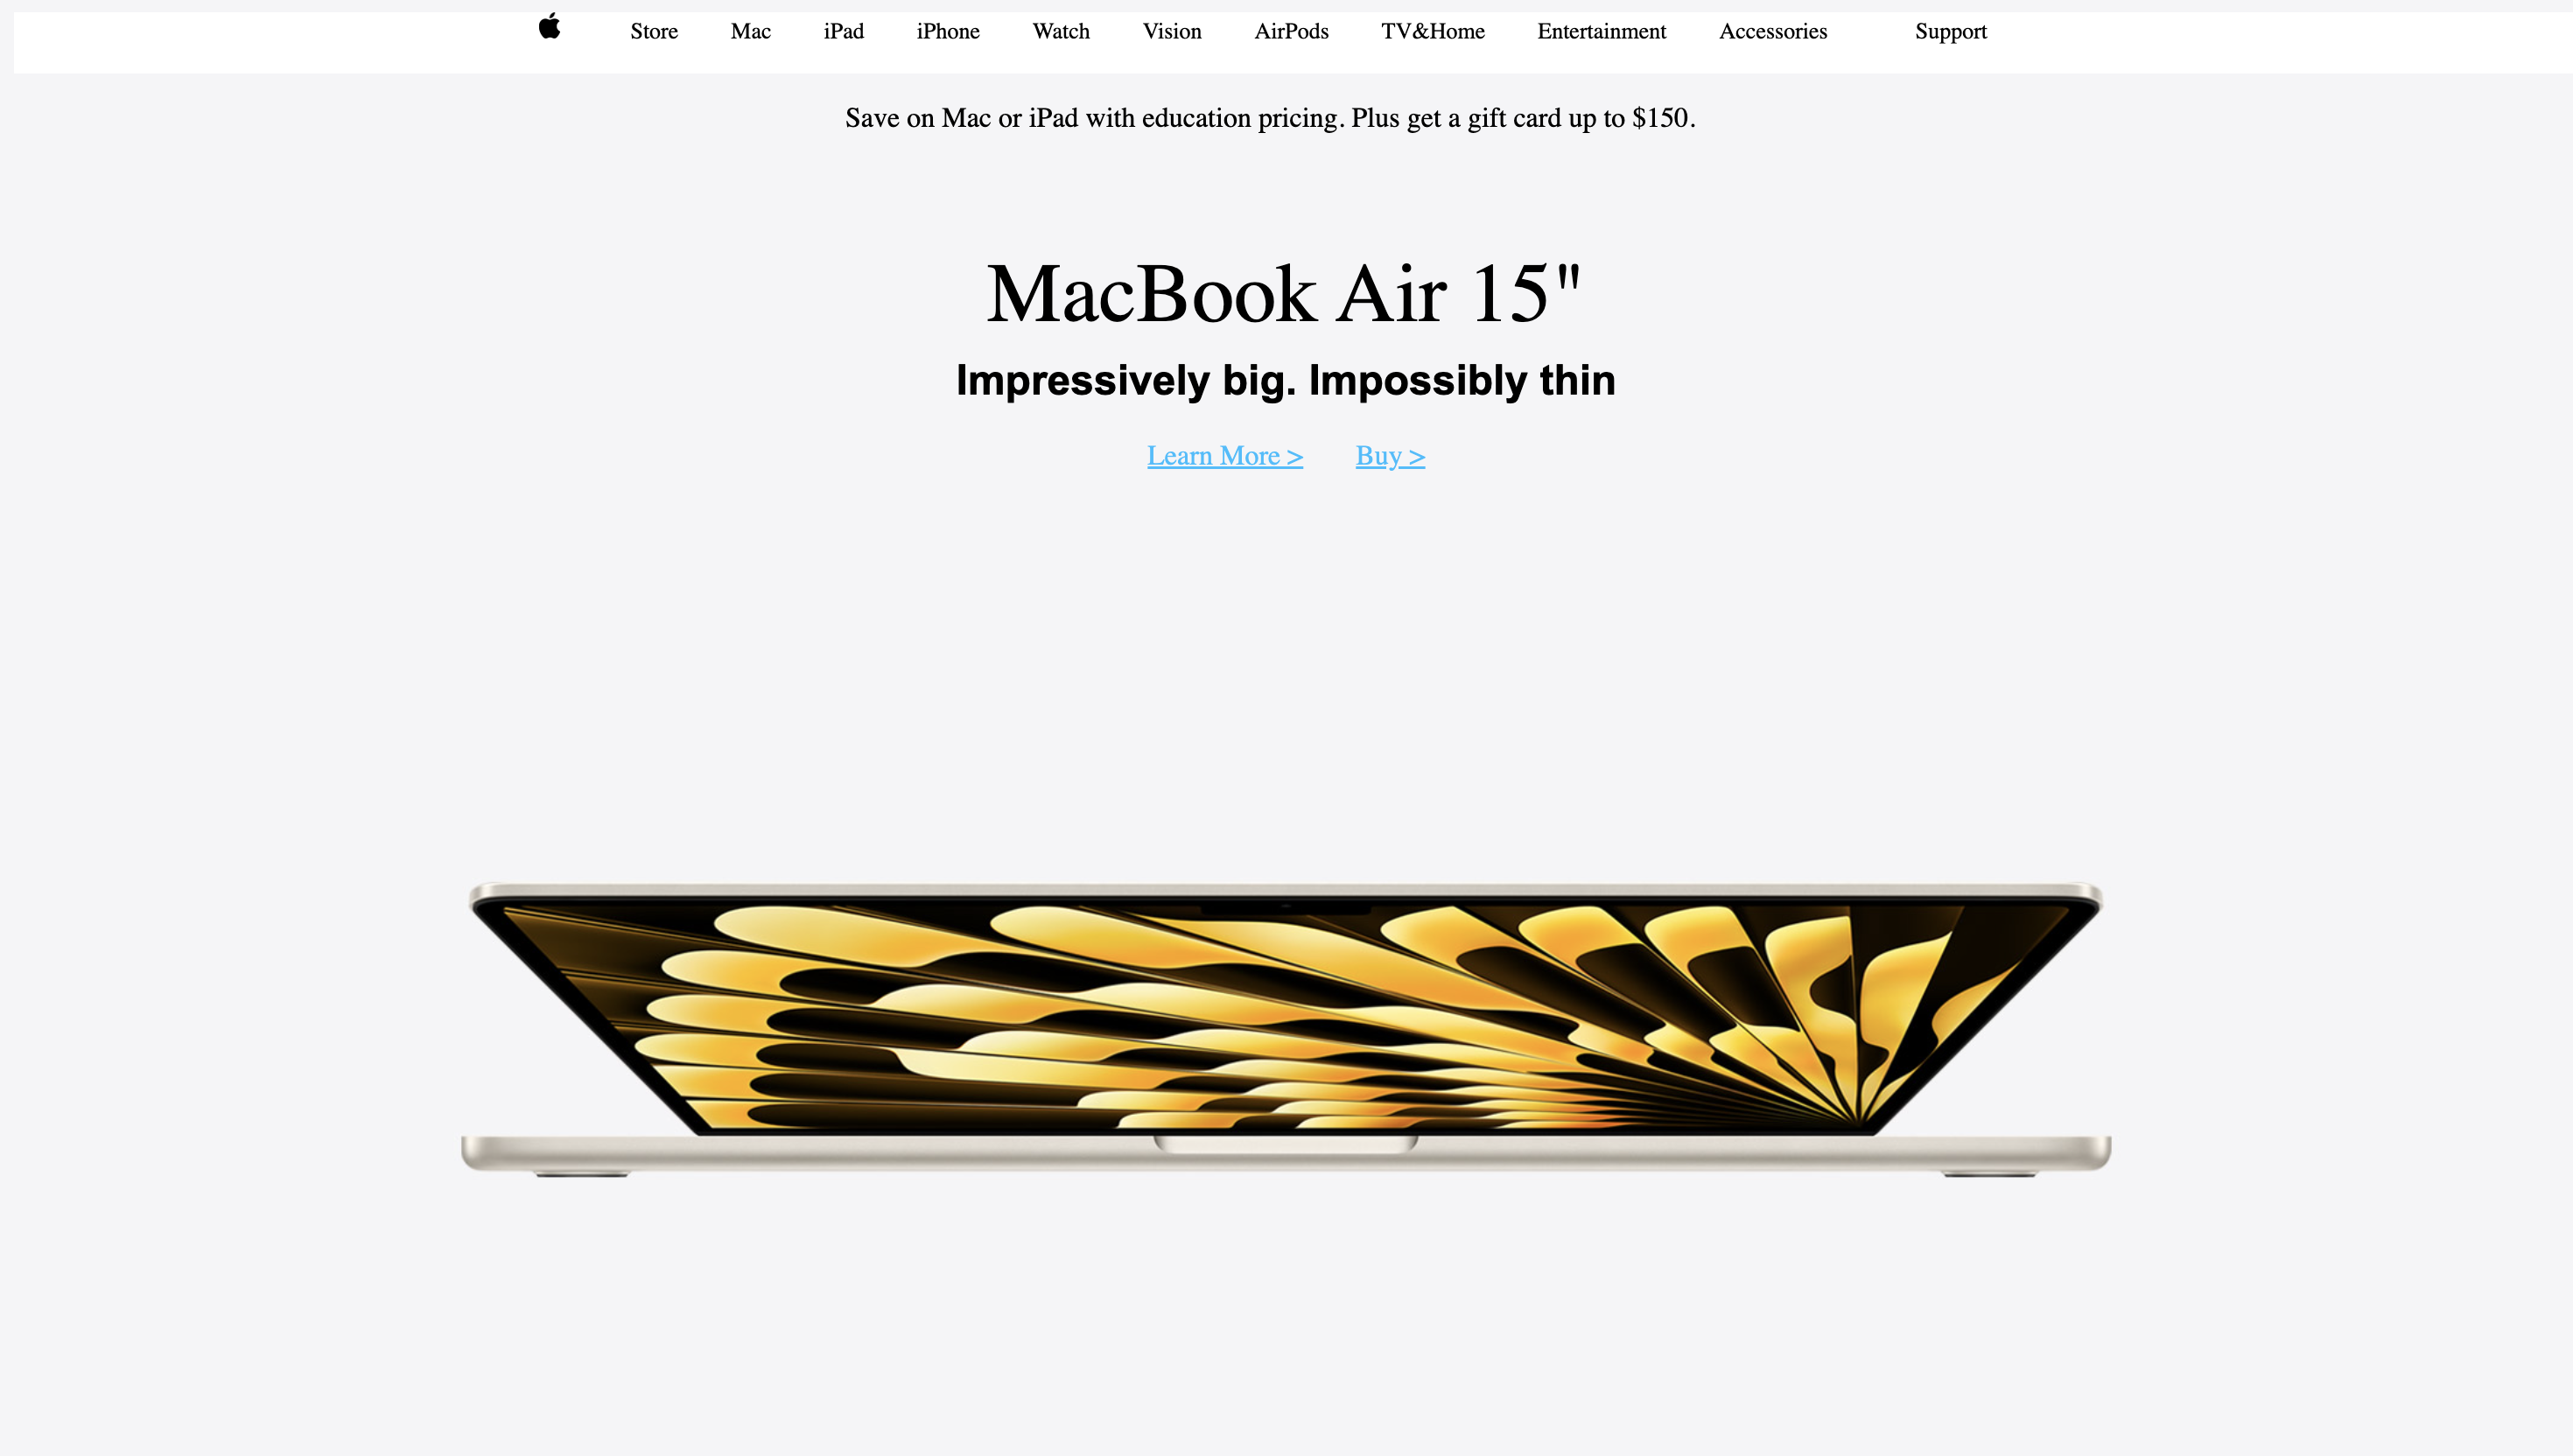 Store Mac iPad iPhone Watch Vision AirPods TV&Home Entertainment Accessories Support
Save on Mac or iPad with education pricing. Plus get a gift card up to $150.
MacBook Air 15"
Impressively big. Impossibly thin
Learn More > Buy >